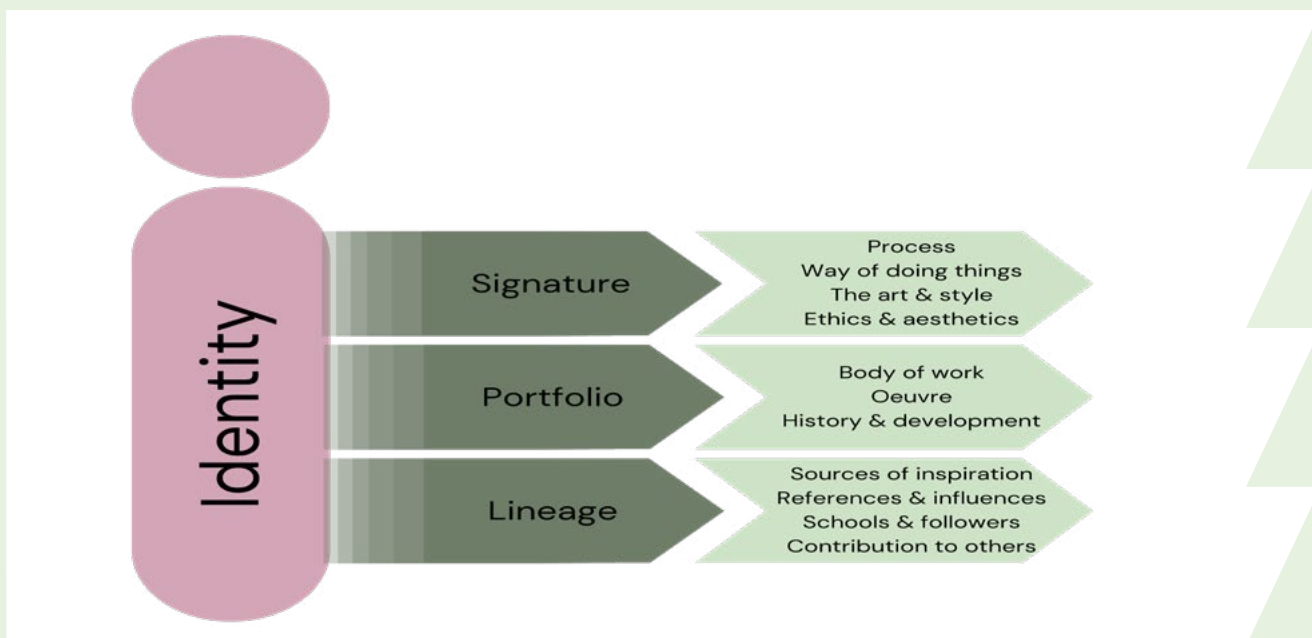 Identity
Signature
Process
Way of doing things
The art & style
Ethics & aesthetics
Portfolio
Body of work
Oeuvre
History & development
Lineage
Sources of inspiration
References & influences
Schools & followers
Contribution to others